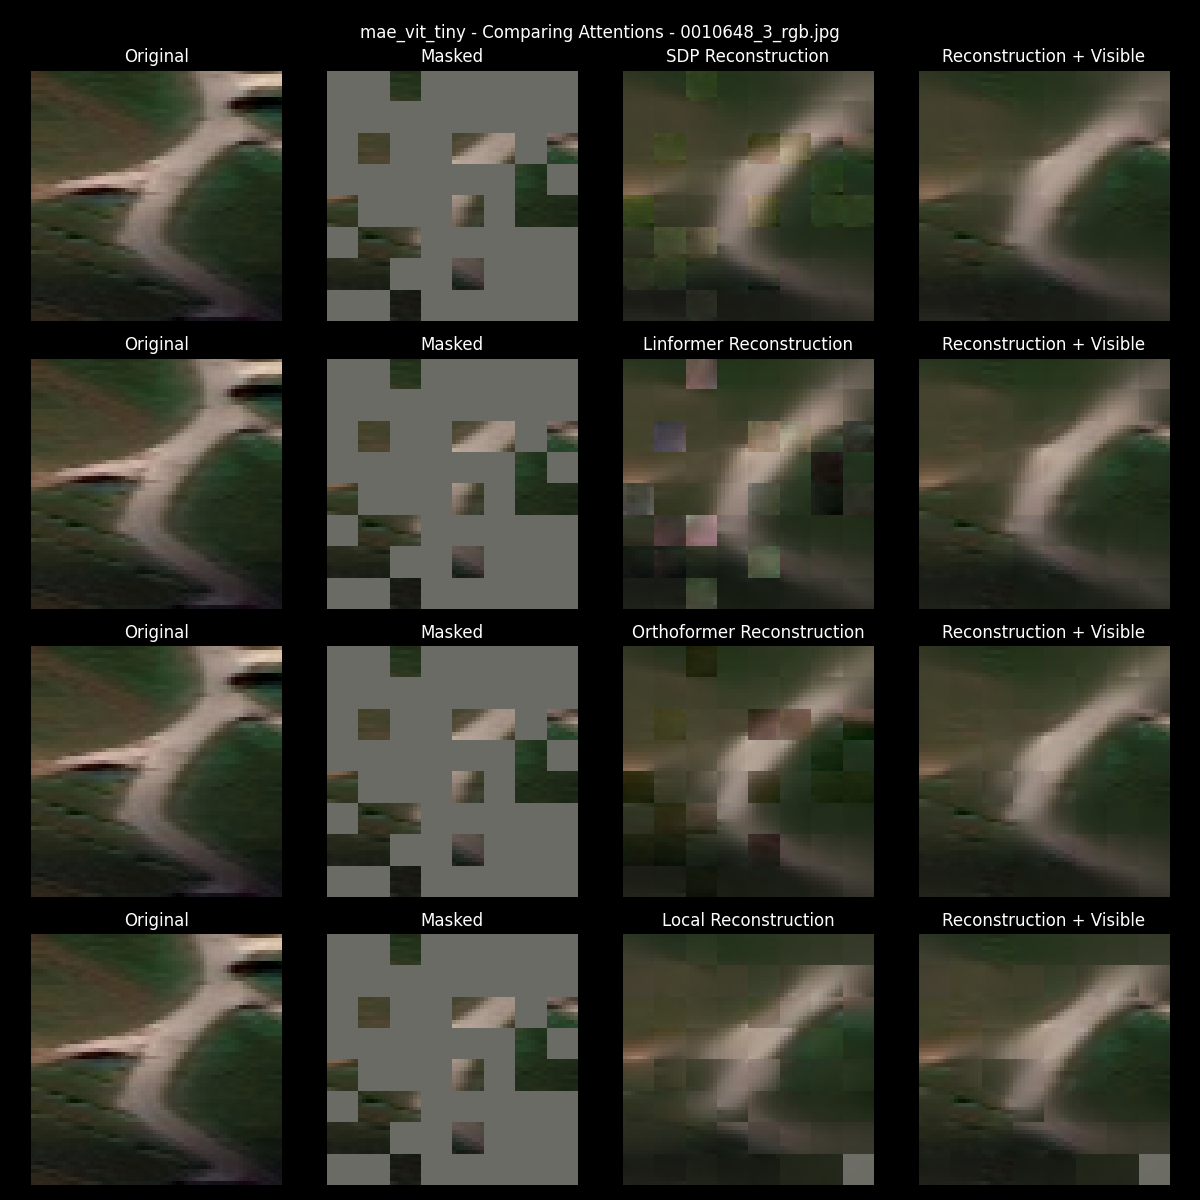 mae_vit_tiny - Comparing Attentions - 0010648_3_rgb.jpg
Original Masked SDP Reconstruction Reconstruction + Visible
Original Masked Linformer Reconstruction Reconstruction + Visible
Original Masked Orthoformer Reconstruction Reconstruction + Visible
Original Masked Local Reconstruction Reconstruction + Visible